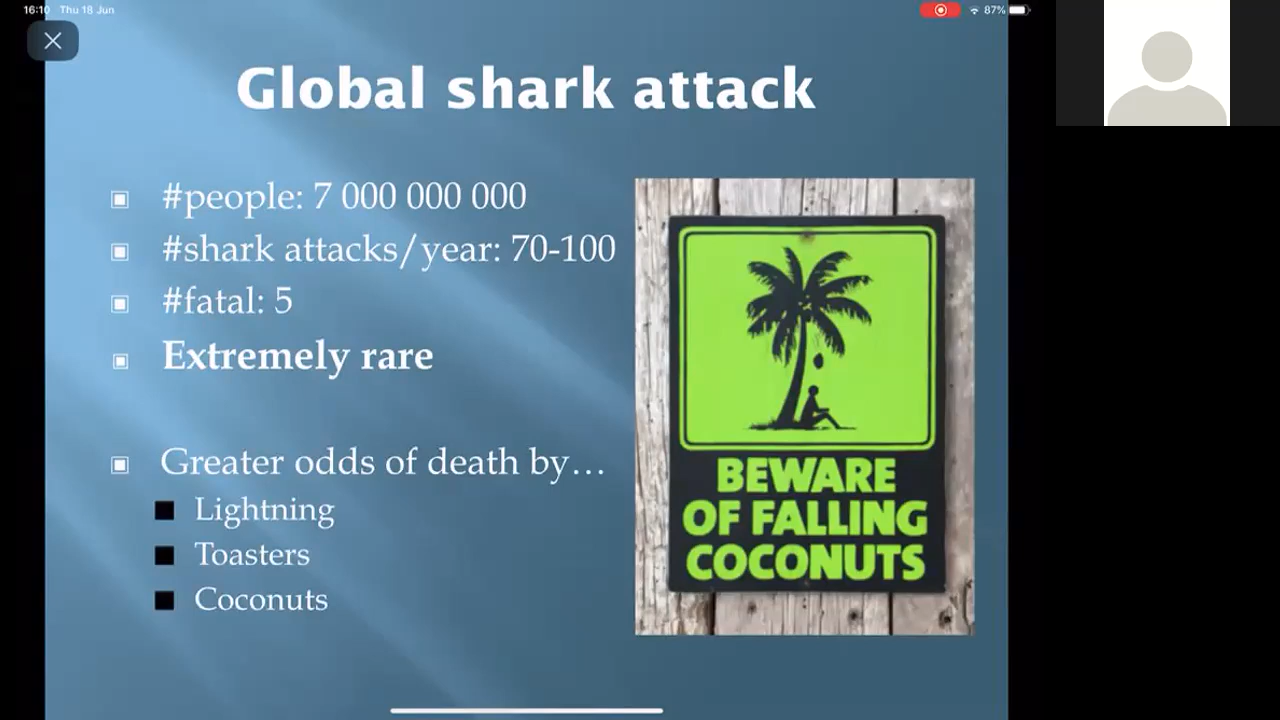 16:10 Thu 18 Jun
87%
Global shark attack
#people: 7 000 000 000
#shark attacks/year: 70-100
#fatal: 5
Extremely rare
Greater odds of death by…
Lightning
Toasters
Coconuts
BEWARE
OF FALLING
COCONUTS